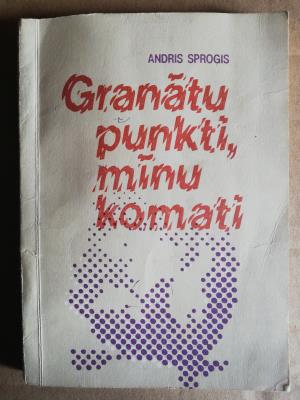 ANDRIS SPROGIS
Granātu
punkti,
mīnu
komati